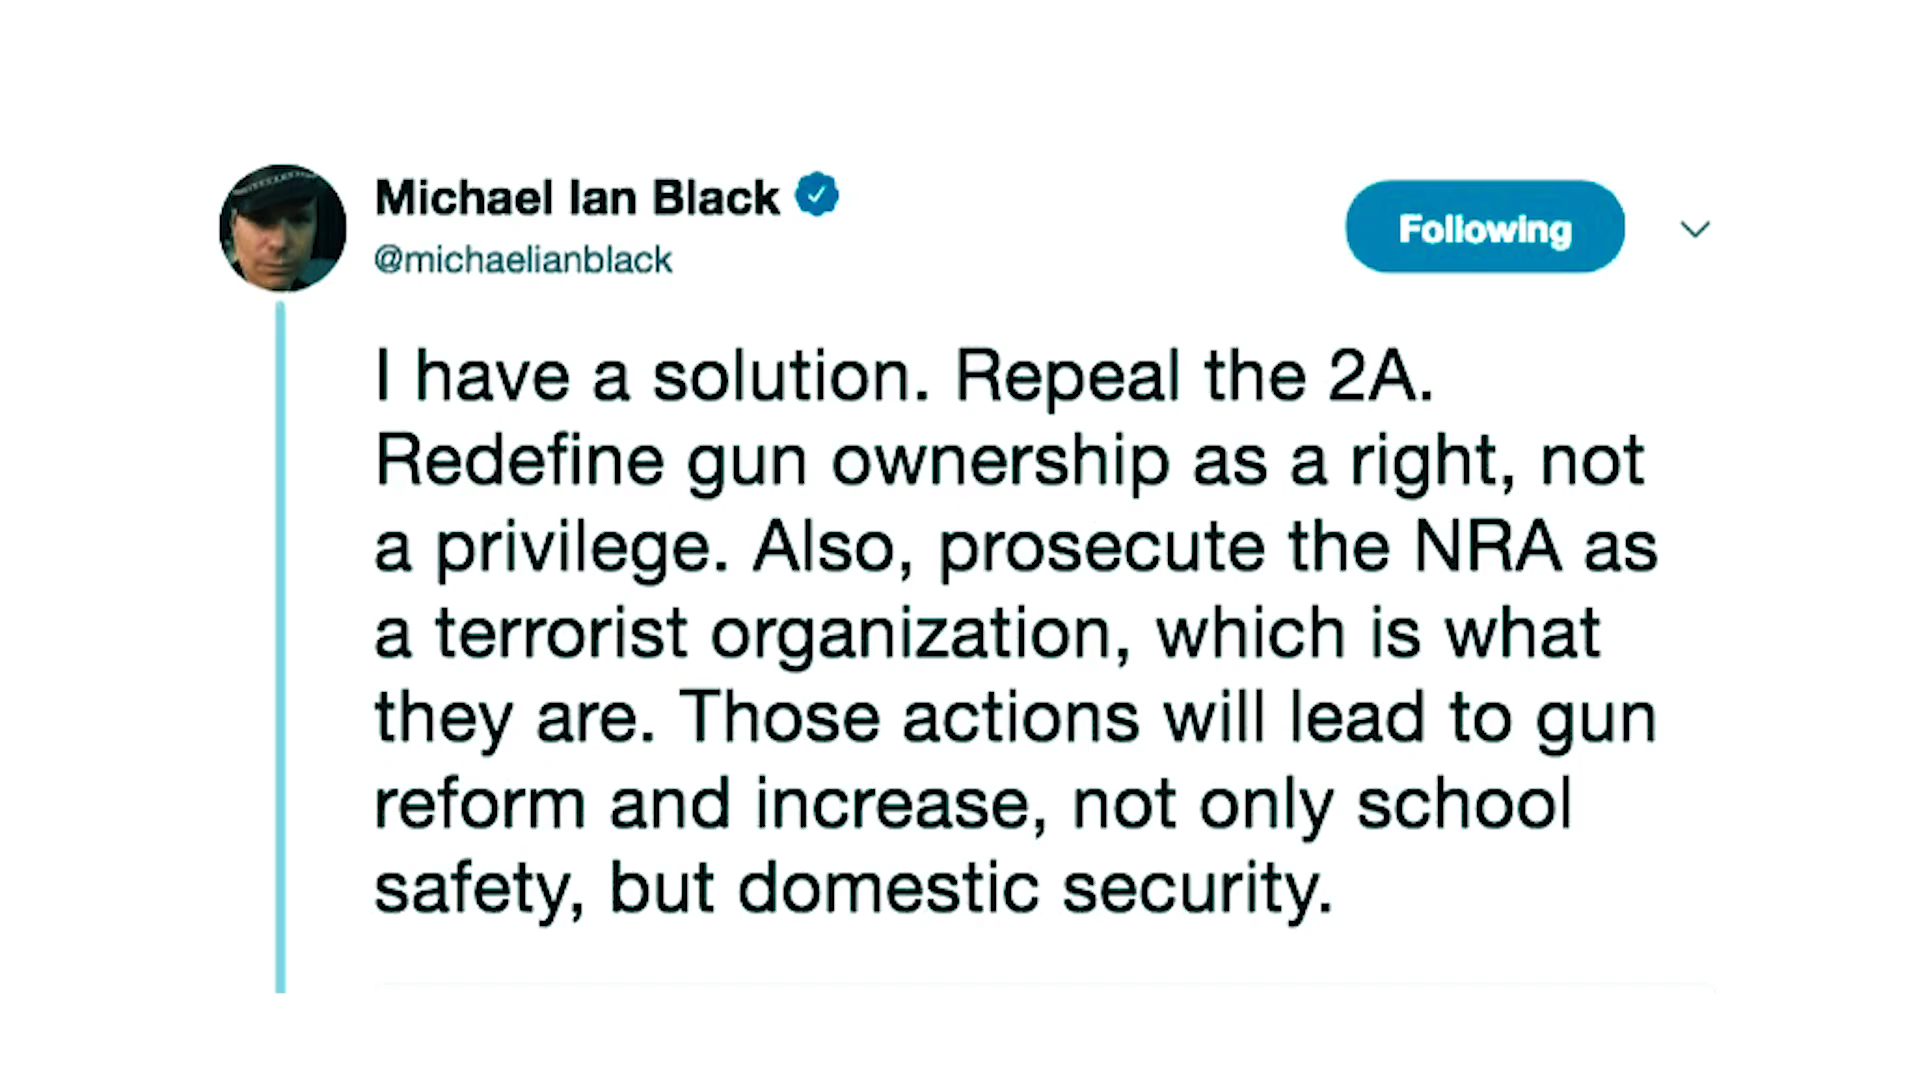 Michael Ian Black
@michaelianblack
Following
I have a solution. Repeal the 2A.
Redefine gun ownership as a right, not
a privilege. Also, prosecute the NRA as
a terrorist organization, which is what
they are. Those actions will lead to gun
reform and increase, not only school
safety, but domestic security.